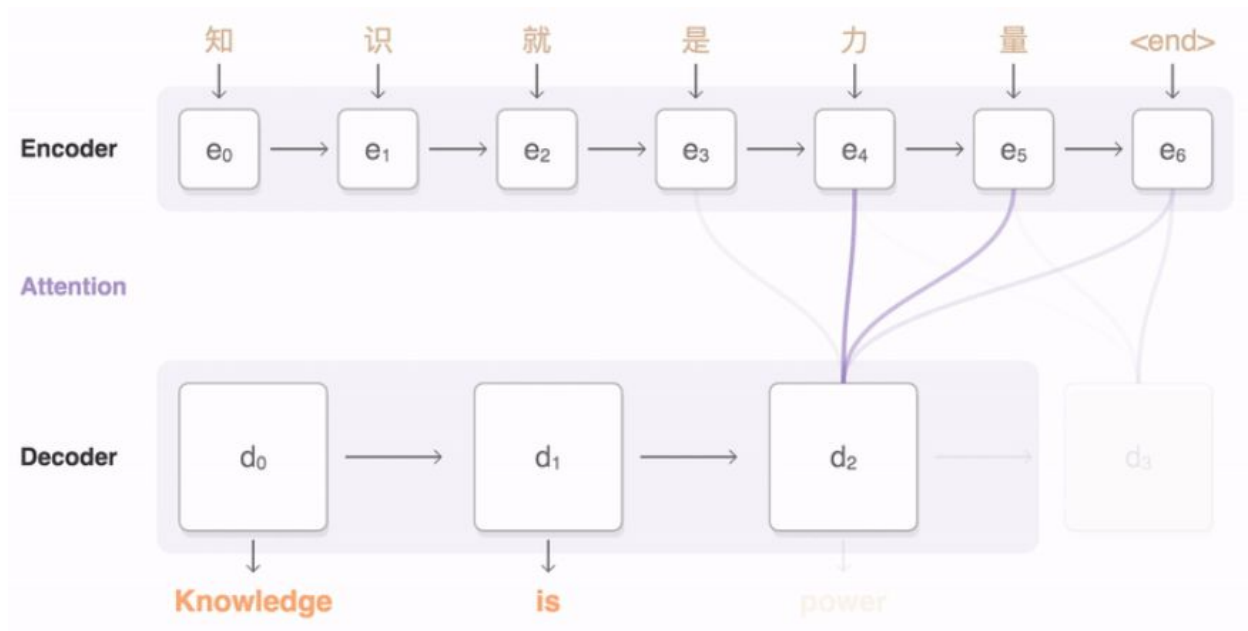 知 识 就 是 力 量 <end>
Encoder e₀ e₁ e₂ e₃ e₄ e₅ e₆
Attention
Decoder d₀ d₁ d₂ d₃
Knowledge is power